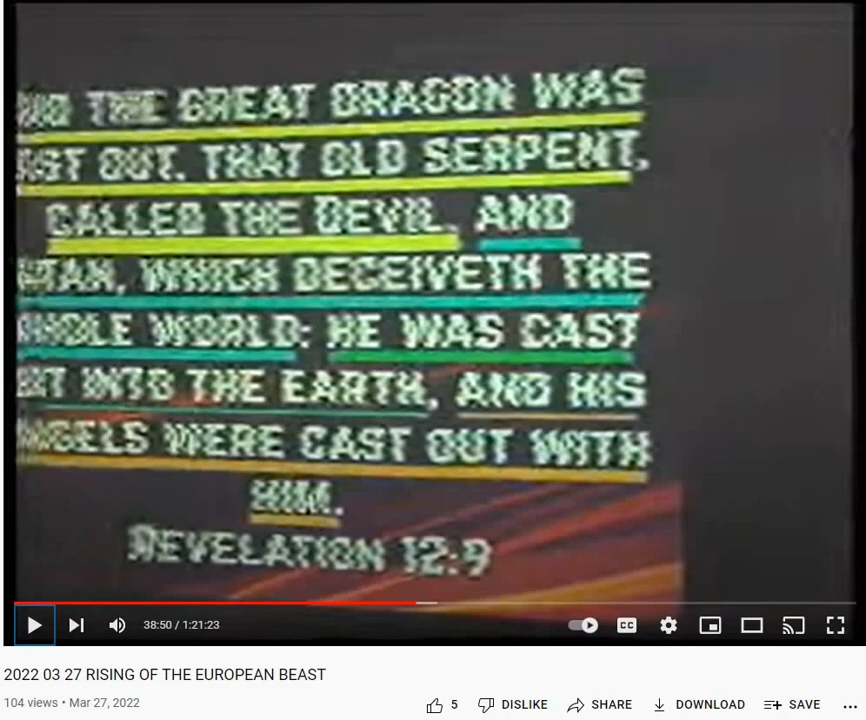 THE GREAT DRAGON WAS
OUT, THAT OLD SERPENT,
CALLED THE DEVIL, AND
WHICH DECEIVETH THE
WORLD: HE WAS CAST
INTO THE EARTH, AND HIS
WERE CAST OUT WITH
HIM.
REVELATION 12:9
38:50 / 1:21:23
CC
2022 03 27 RISING OF THE EUROPEAN BEAST
104 views • Mar 27, 2022
5 DISLIKE SHARE DOWNLOAD SAVE ...